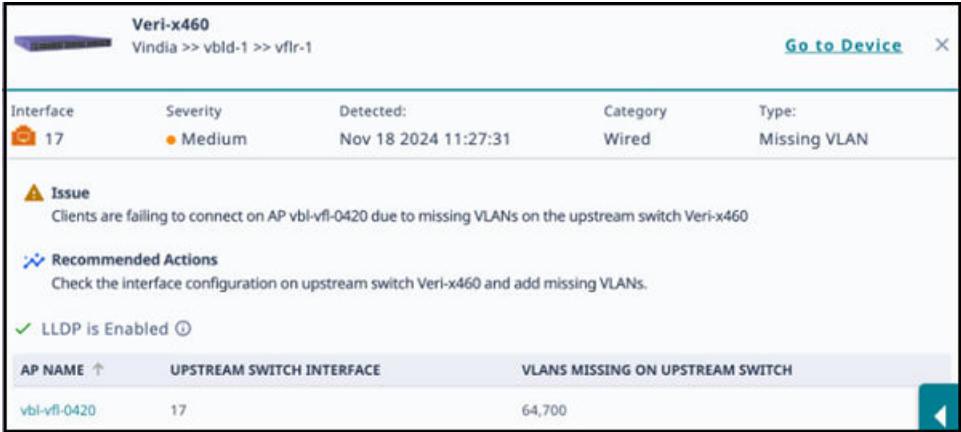 Veri-x460
Vindia >> vbld-1 >> vflr-1
Go to Device
Interface Severity Detected: Category Type:
17 Medium Nov 18 2024 11:27:31 Wired Missing VLAN
Issue
Clients are failing to connect on AP vbl-vfl-0420 due to missing VLANs on the upstream switch Veri-x460
Recommended Actions
Check the interface configuration on upstream switch Veri-x460 and add missing VLANs.
LLDP is Enabled
AP NAME UPSTREAM SWITCH INTERFACE VLANS MISSING ON UPSTREAM SWITCH
vbl-vfl-0420 17 64,700